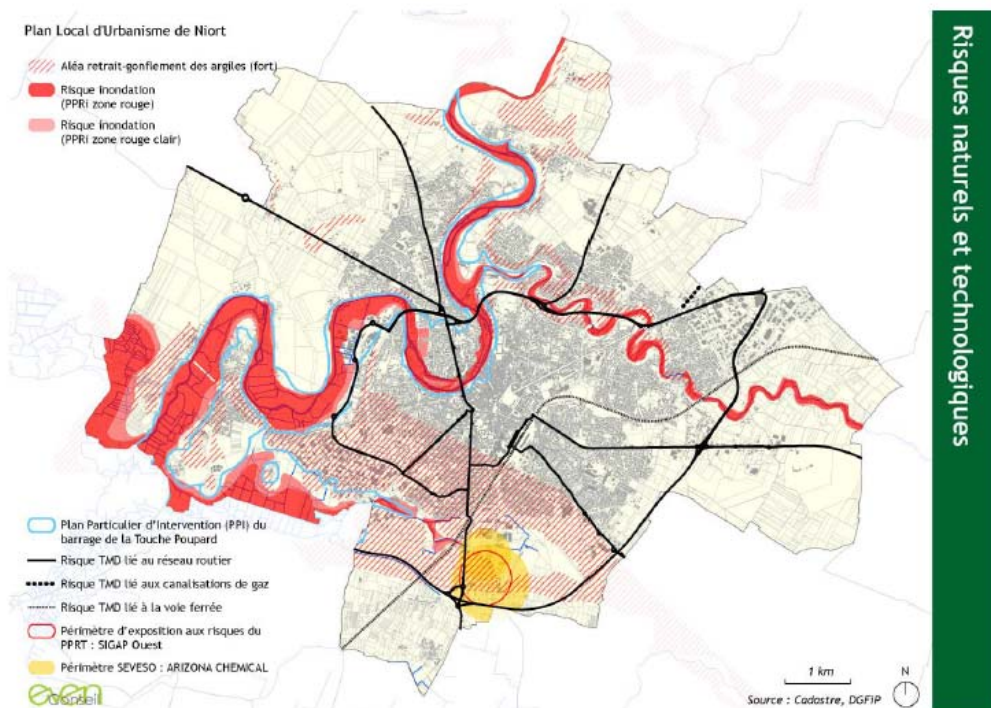 Plan Local d'Urbanisme de Niort
Aléa retrait-gonflement des argiles (fort)
Risque inondation
(PPRi zone rouge)
Risque inondation
(PPRi zone rouge clair)
Plan Particulier d'Intervention (PPI) du
barrage de la Touche Poupard
Risque TMD lié au réseau routier
Risque TMD lié aux canalisations de gaz
Risque TMD lié à la voie ferrée
Périmètre d'exposition aux risques du
PPRT : SIGAP Ouest
Périmètre SEVESO : ARIZONA CHEMICAL
even
Conseil
1 km
N
Source : Cadastre, DGFiP
Risques naturels et technologiques